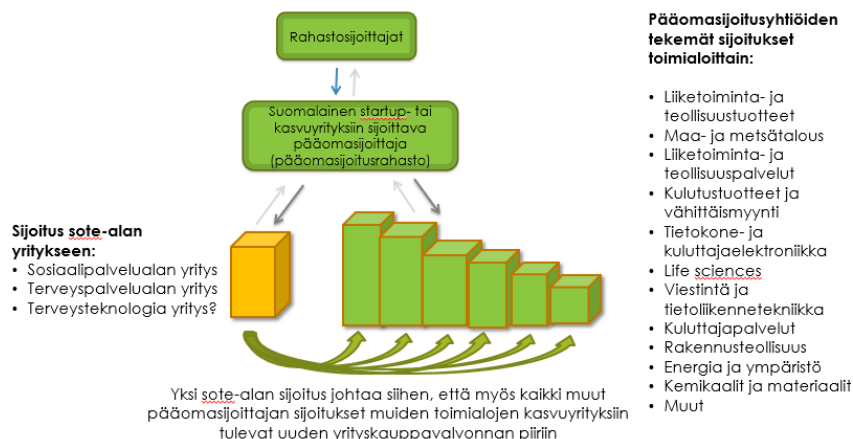 Rahastosijoittajat
Suomalainen startup- tai
kasvuyrityksiin sijoittava
pääomasijoittaja
(pääomasijoitusrahasto)
Sijoitus sote-alan
yritykseen:
• Sosiaalipalvelualan yritys
• Terveyspalvelualan yritys
• Terveysteknologia yritys?
Yksi sote-alan sijoitus johtaa siihen, että myös kaikki muut
pääomasijoittajan sijoitukset muiden toimialojen kasvuyrityksiin
tulevat uuden yrityskauppavalvonnan piiriin
Pääomasijoitusyhtiöiden
tekemät sijoitukset
toimialoittain:
• Liiketoiminta- ja
teollisuustuotteet
• Maa- ja metsätalous
• Liiketoiminta- ja
teollisuuspalvelut
• Kulutustuotteet ja
vähittäismyynti
• Tietokone- ja
kuluttajaelektroniikka
• Life sciences
• Viestintä ja
tietoliikennetekniikka
• Kuluttajapalvelut
• Rakennusteollisuus
• Energia ja ympäristö
• Kemikaalit ja materiaalit
• Muut